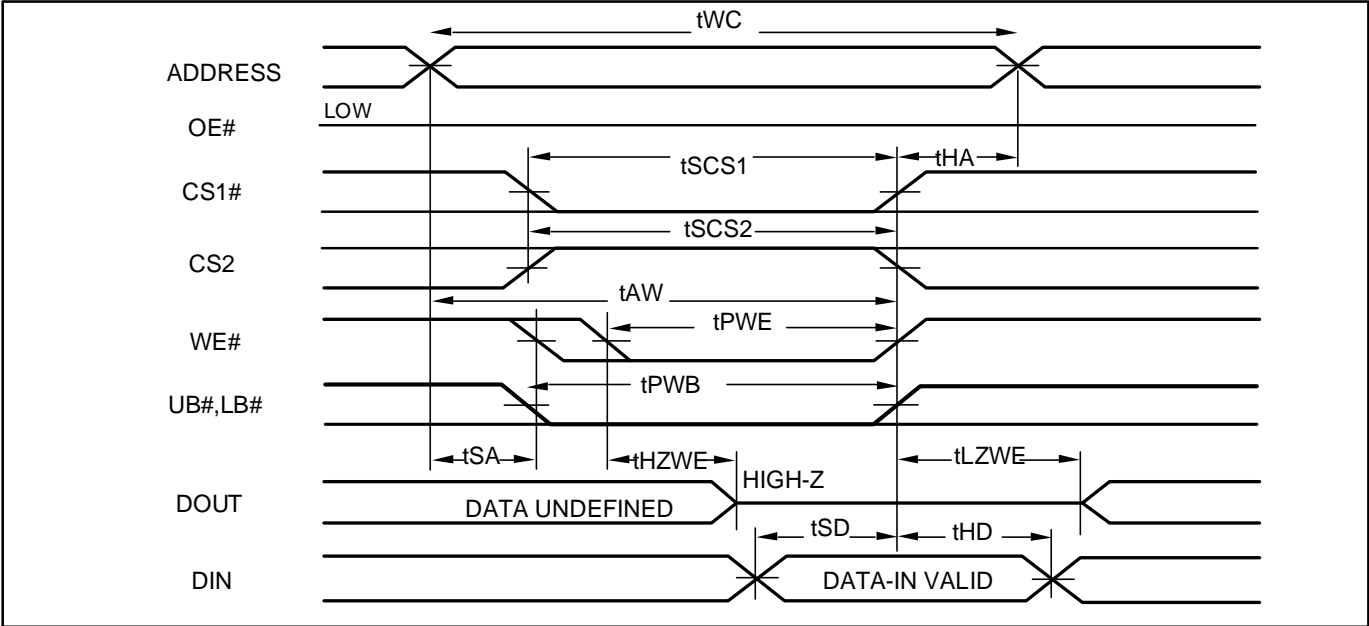 tWC
ADDRESS
LOW
OE#
tSCS1
tHA
CS1#
tSCS2
CS2
tAW
tPWE
WE#
tPWB
UB#,LB#
tSA
tHZWE
tLZWE
HIGH-Z
DOUT
DATA UNDEFINED
tSD
tHD
DIN
DATA-IN VALID